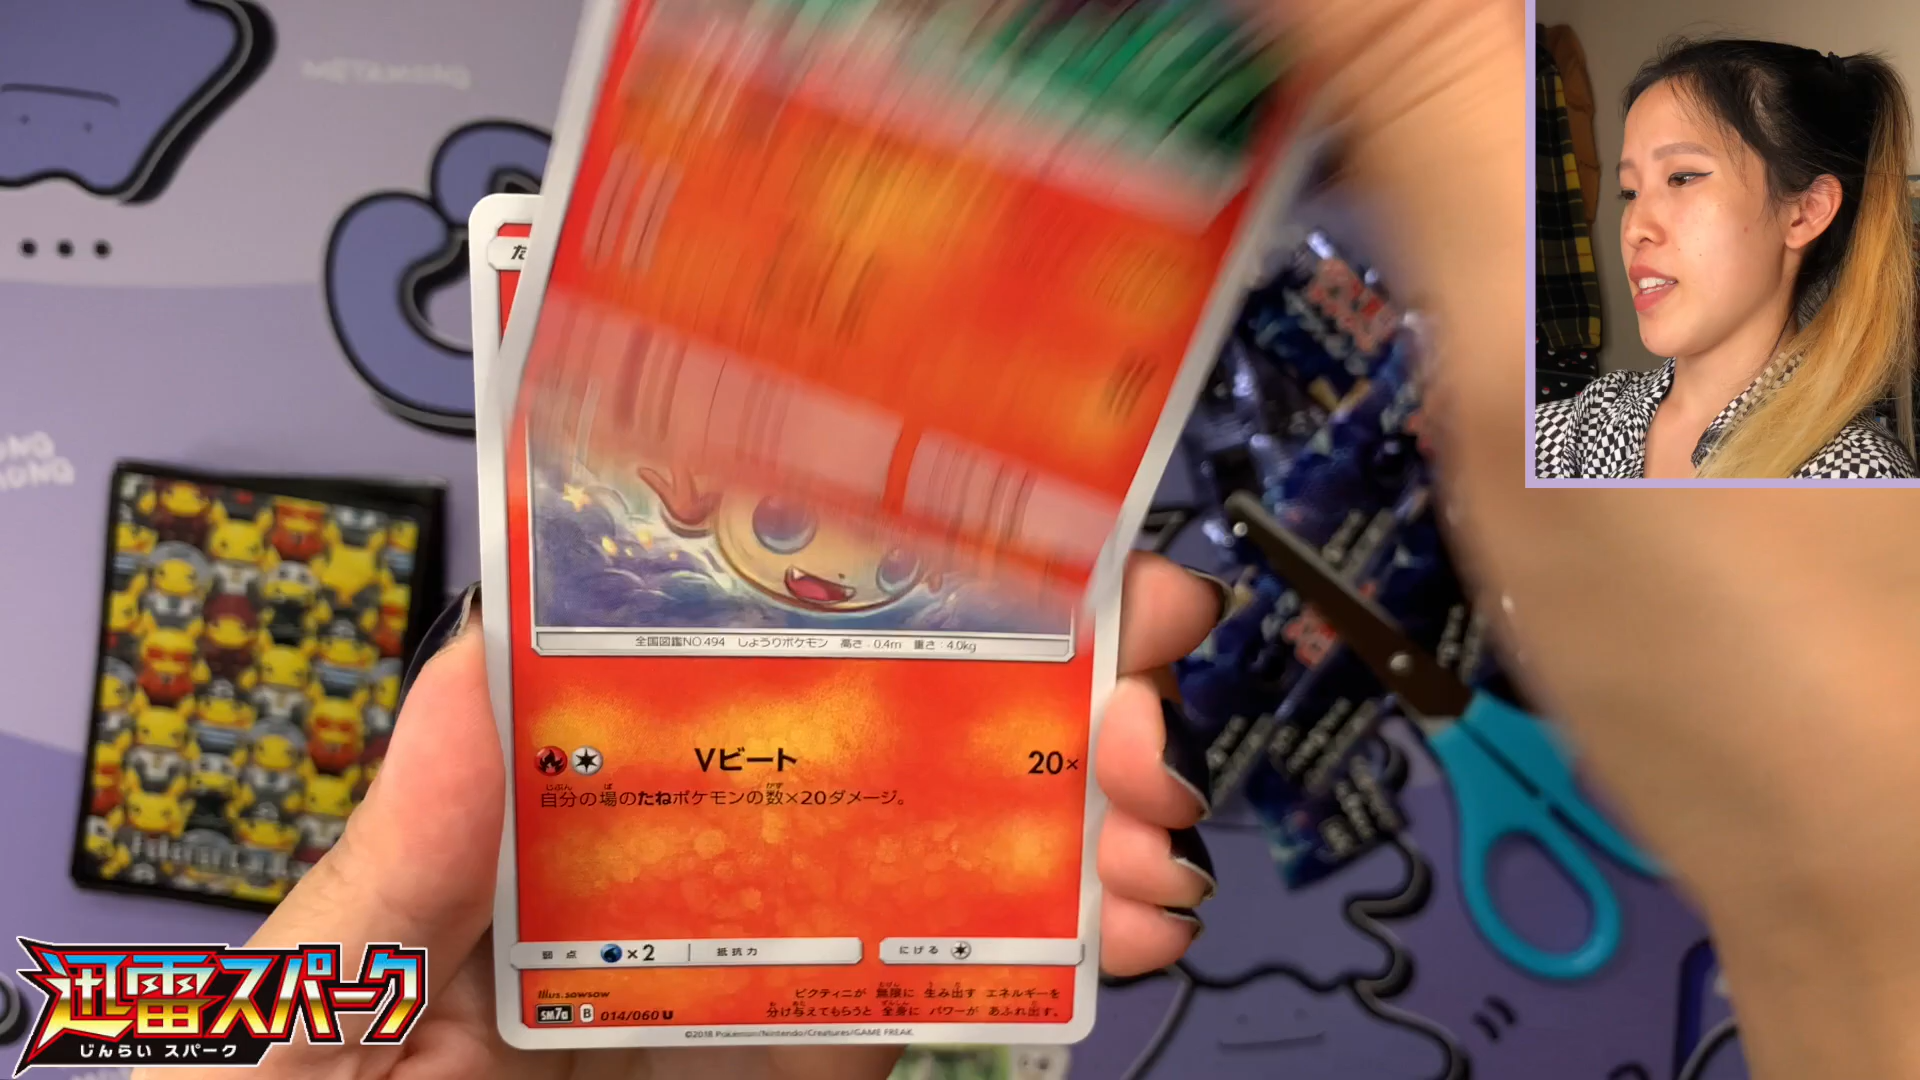 METAMONG
た
全国図鑑NO.494 しょうりポケモン 高さ:0.4m 重さ:4.0kg
Vビート 20×
自分の場のたねポケモンの数×20ダメージ。
弱点 ×2 抵抗力 にげる
Illus.sowsow
ビクティニが 無限に 生み出す エネルギーを
分け与えてもらうと 全身に パワーが あふれ出す。
SM7a B 014/060 U
©2018 Pokémon/Nintendo/Creatures/GAME FREAK.
迅雷スパーク
じんらい スパーク